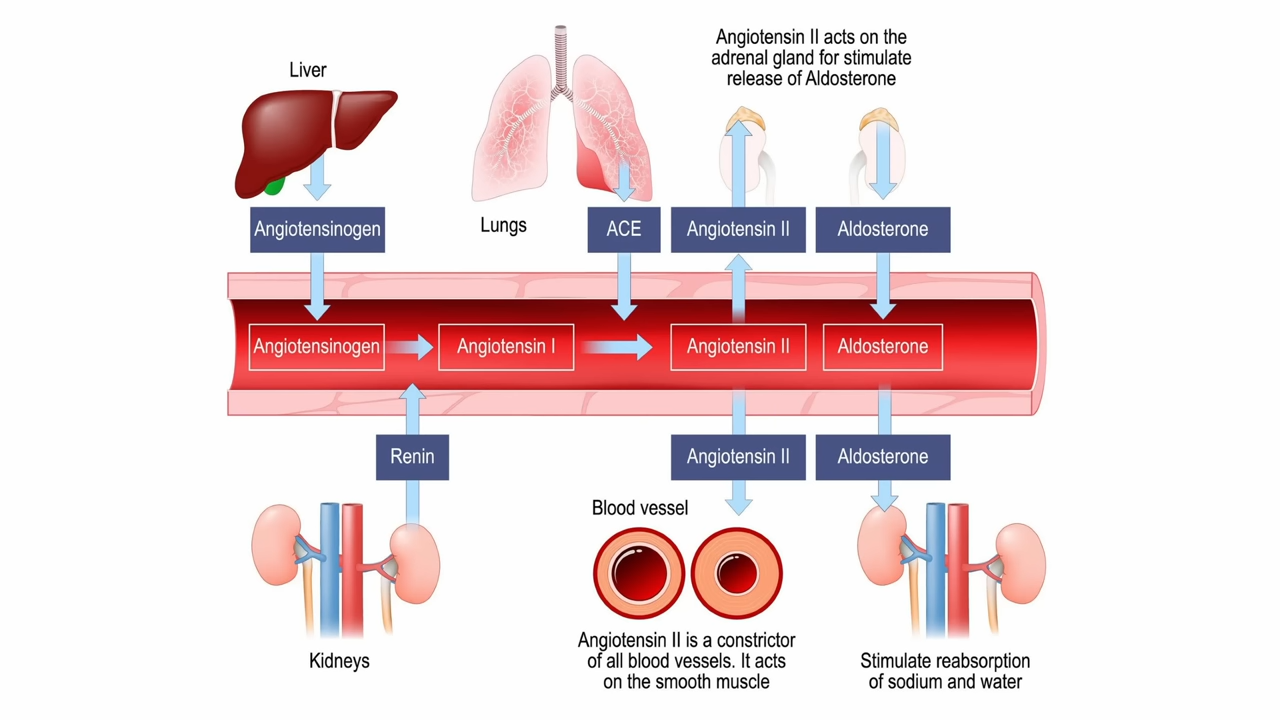 Liver
Angiotensin II acts on the
adrenal gland for stimulate
release of Aldosterone
Lungs
Angiotensinogen
ACE
Angiotensin II
Aldosterone
Angiotensinogen
Angiotensin I
Angiotensin II
Aldosterone
Renin
Angiotensin II
Aldosterone
Blood vessel
Kidneys
Angiotensin II is a constrictor
of all blood vessels. It acts
on the smooth muscle
Stimulate reabsorption
of sodium and water